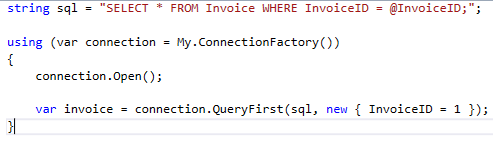 string sql = "SELECT * FROM Invoice WHERE InvoiceID = @InvoiceID;";
using (var connection = My.ConnectionFactory())
{
connection.Open();
var invoice = connection.QueryFirst(sql, new { InvoiceID = 1 });
}